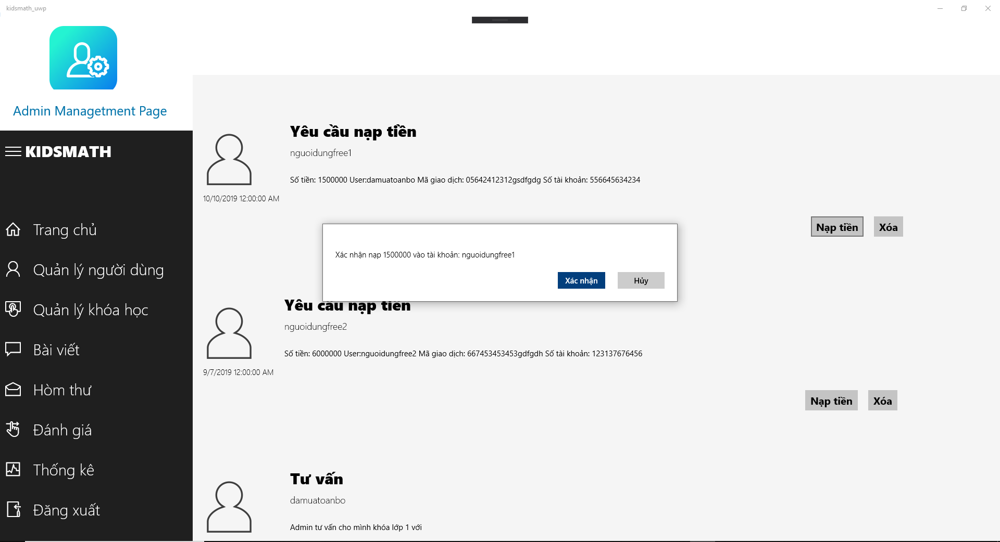 kidsmath_uwp
Admin Managetment Page
KIDSMATH
Trang chủ
Quản lý người dùng
Quản lý khóa học
Bài viết
Hòm thư
Đánh giá
Thống kê
Đăng xuất
Yêu cầu nạp tiền
nguoidungfree1
Số tiền: 1500000 User:damuatoanbo Mã giao dịch: 05642412312gsdfgdg Số tài khoản: 556645634234
10/10/2019 12:00:00 AM
Nạp tiền
Xóa
Xác nhận nạp 1500000 vào tài khoản: nguoidungfree1
Xác nhận
Hủy
Yêu cầu nạp tiền
nguoidungfree2
Số tiền: 6000000 User:nguoidungfree2 Mã giao dịch: 667453453453gdfgdh Số tài khoản: 123137676456
9/7/2019 12:00:00 AM
Nạp tiền
Xóa
Tư vấn
damuatoanbo
Admin tư vấn cho mình khóa lớp 1 với